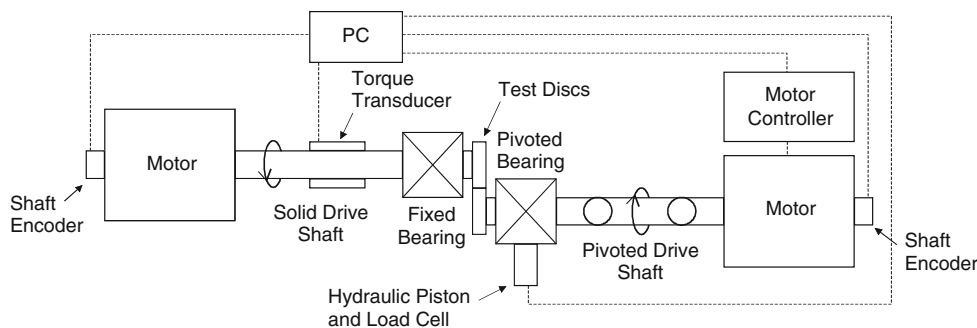 PC
Torque
Transducer
Test Discs
Motor
Controller
Motor
Pivoted
Bearing
Motor
Shaft
Encoder
Solid Drive
Shaft
Fixed
Bearing
Pivoted Drive
Shaft
Shaft
Encoder
Hydraulic Piston
and Load Cell